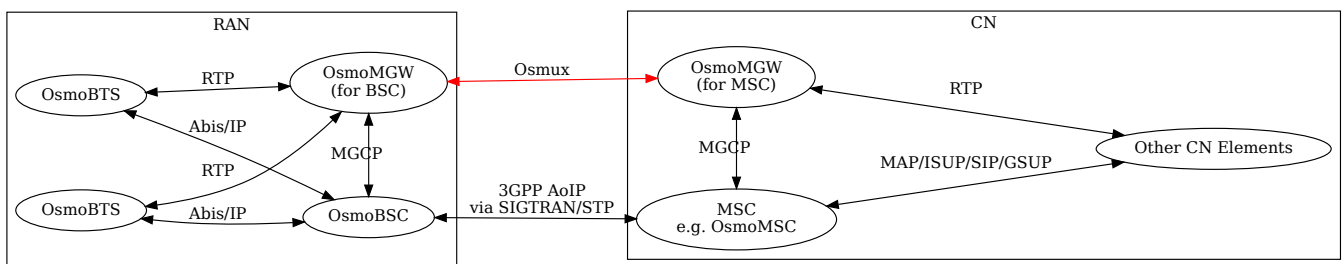 RAN
CN
OsmoBTS
RTP
OsmoMGW
(for BSC)
Osmux
OsmoMGW
(for MSC)
RTP
Abis/IP
MGCP
MGCP
Other CN Elements
RTP
MAP/ISUP/SIP/GSUP
OsmoBTS
Abis/IP
OsmoBSC
3GPP AoIP
via SIGTRAN/STP
MSC
e.g. OsmoMSC